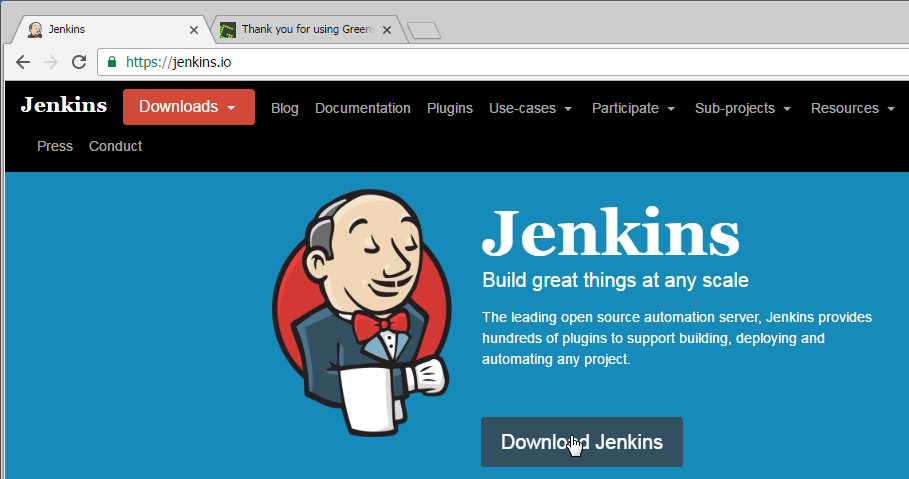 Jenkins
Thank you for using Greens
https://jenkins.io
Jenkins Downloads Blog Documentation Plugins Use-cases Participate Sub-projects Resources
Press Conduct
Jenkins
Build great things at any scale
The leading open source automation server, Jenkins provides
hundreds of plugins to support building, deploying and
automating any project.
Download Jenkins